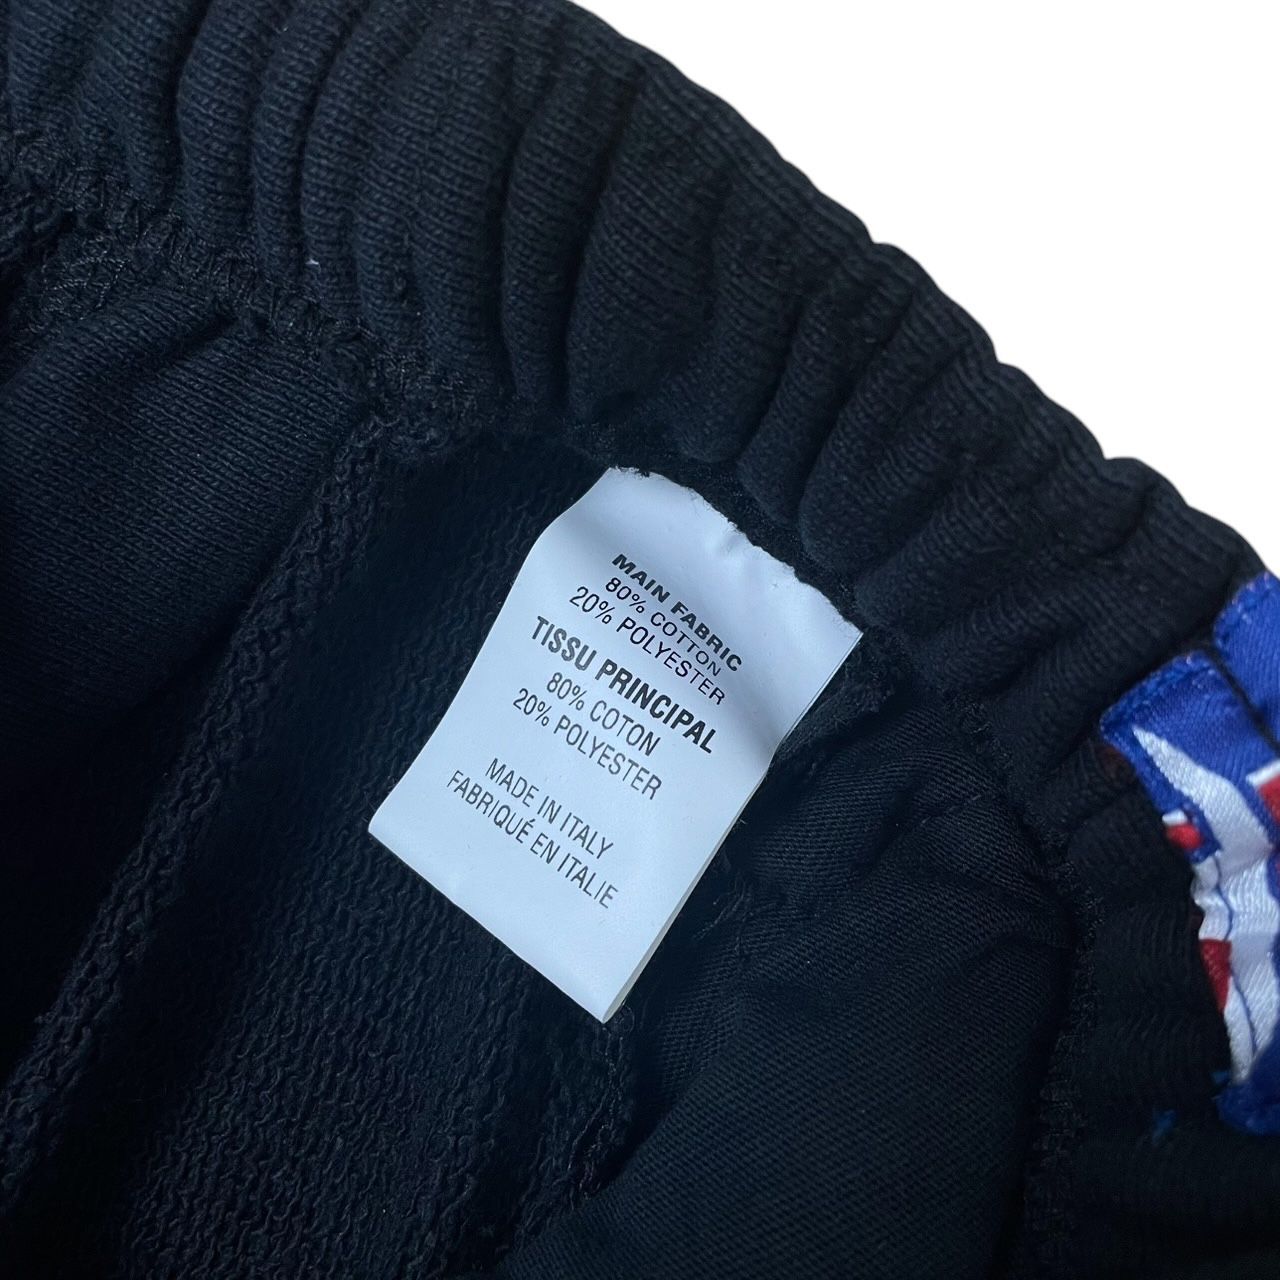 MAIN FABRIC
80% COTTON
20% POLYESTER
TISSU PRINCIPAL
80% COTON
20% POLYESTER
MADE IN ITALY
FABRIQUÉ EN ITALIE